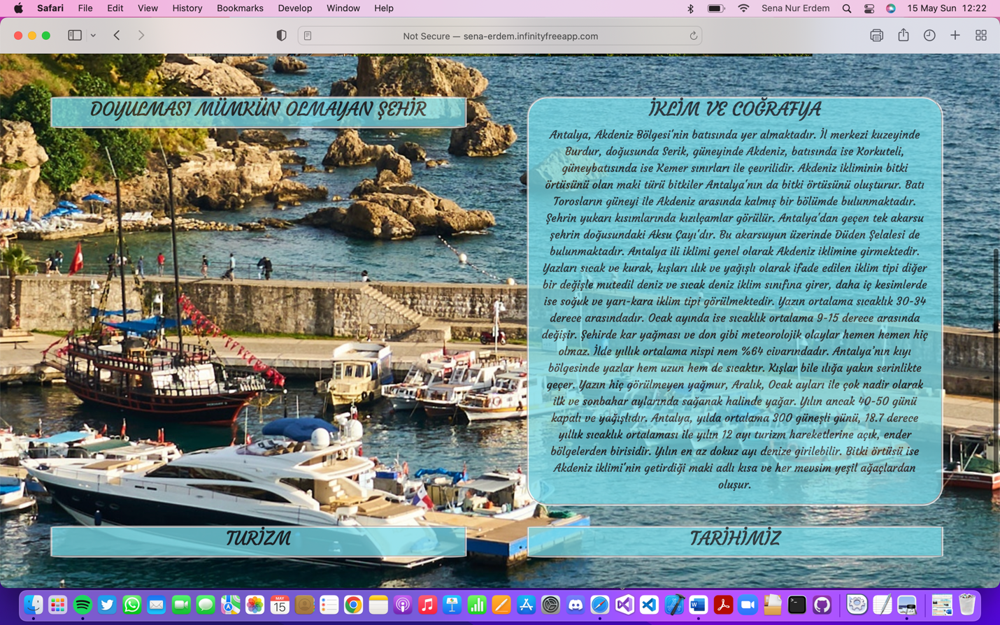 Safari File Edit View History Bookmarks Develop Window Help Sena Nur Erdem 15 May Sun 12:22
Not Secure — sena-erdem.infinityfreeapp.com
DOYULMASI MÜMKÜN OLMAYAN ŞEHİR
İKLİM VE COĞRAFYA
Antalya, Akdeniz Bölgesi'nin batısında yer almaktadır. İl merkezi kuzeyinde
Burdur, doğusunda Serik, güneyinde Akdeniz, batısında ise Korkuteli,
güneybatısında ise Kemer sınırları ile çevrilidir. Akdeniz ikliminin bitki
örtüsünü olan maki türü bitkiler Antalya'nın da bitki örtüsünü oluşturur. Batı
Torosların güneyi ile Akdeniz arasında kalmış bir bölümde bulunmaktadır.
Şehrin yukarı kısımlarında kızılçamlar görülür. Antalya'dan geçen tek akarsu
şehrin doğusundaki Aksu Çayı'dır. Bu akarsuyun üzerinde Düden Şelalesi de
bulunmaktadır. Antalya ili iklimi genel olarak Akdeniz iklimine girmektedir.
Yazları sıcak ve kurak, kışları ılık ve yağışlı olarak ifade edilen iklim tipi diğer
bir değişle mutedil deniz ve sıcak deniz iklim sınıfına girer, daha iç kesimlerde
ise soğuk ve yarı-kara iklim tipi görülmektedir. Yazın ortalama sıcaklık 30-34
derece arasındadır. Ocak ayında ise sıcaklık ortalama 9-15 derece arasında
değişir. Şehirde kar yağması ve don gibi meteorolojik olaylar hemen hemen hiç
olmaz. İlde yıllık ortalama nispi nem %64 civarındadır. Antalya'nın kıyı
bölgesinde yazlar hem uzun hem de sıcaktır. Kışlar bile ılığa yakın serinlikte
geçer. Yazın hiç görülmeyen yağmur, Aralık, Ocak ayları ile çok nadir olarak
ilk ve sonbahar aylarında sağanak halinde yağar. Yılın ancak 40-50 günü
kapalı ve yağışlıdır. Antalya, yılda ortalama 300 güneşli günü, 18.7 derece
yıllık sıcaklık ortalaması ile yılın 12 ayı turizm hareketlerine açık, ender
bölgelerden birisidir. Yılın en az dokuz ayı denize girilebilir. Bitki örtüsü ise
Akdeniz iklimi'nin getirdiği maki adlı kısa ve her mevsim yeşil ağaçlardan
oluşur.
TURİZM
TARİHİMİZ
MAY
15